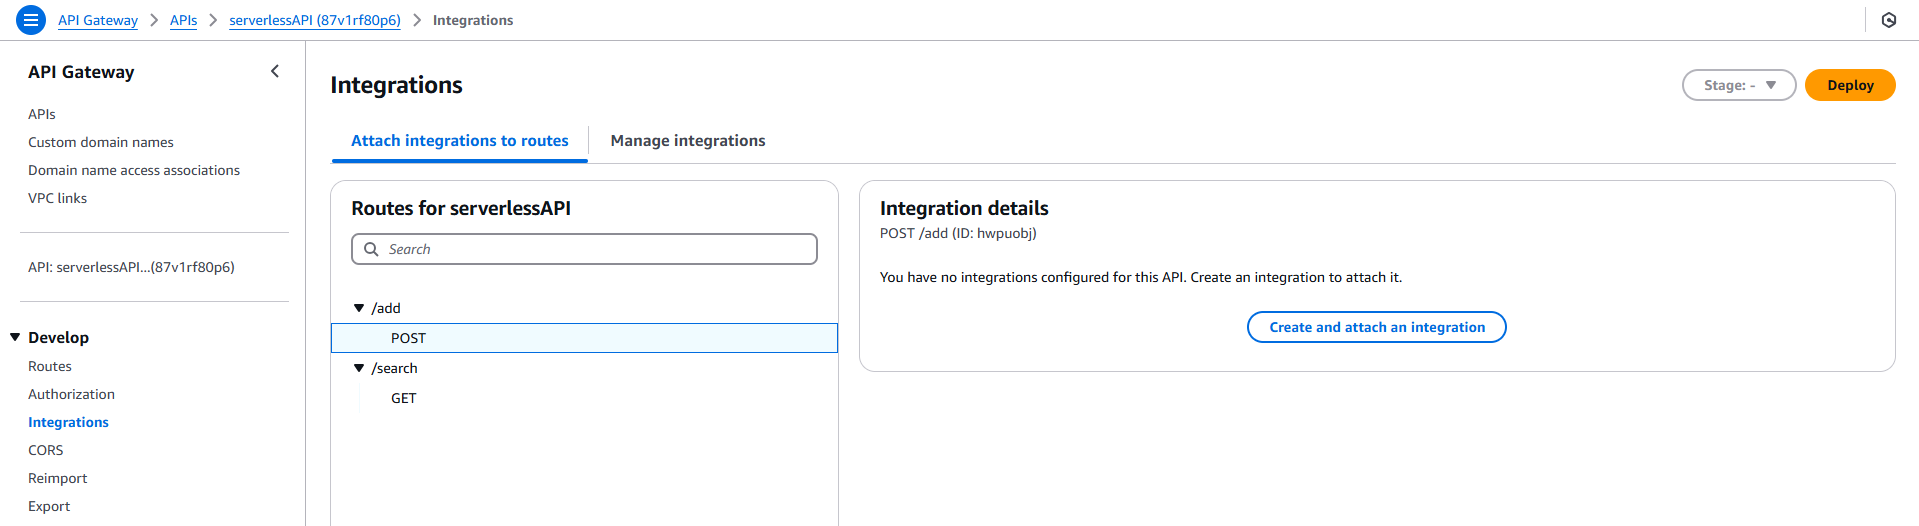 API Gateway > APIs > serverlessAPI (87v1rf80p6) > Integrations
API Gateway
APIs
Custom domain names
Domain name access associations
VPC links
API: serverlessAPI...(87v1rf80p6)
Develop
Routes
Authorization
Integrations
CORS
Reimport
Export
Integrations
Stage: -
Deploy
Attach integrations to routes
Manage integrations
Routes for serverlessAPI
Search
/add
POST
/search
GET
Integration details
POST /add (ID: hwpuobj)
You have no integrations configured for this API. Create an integration to attach it.
Create and attach an integration